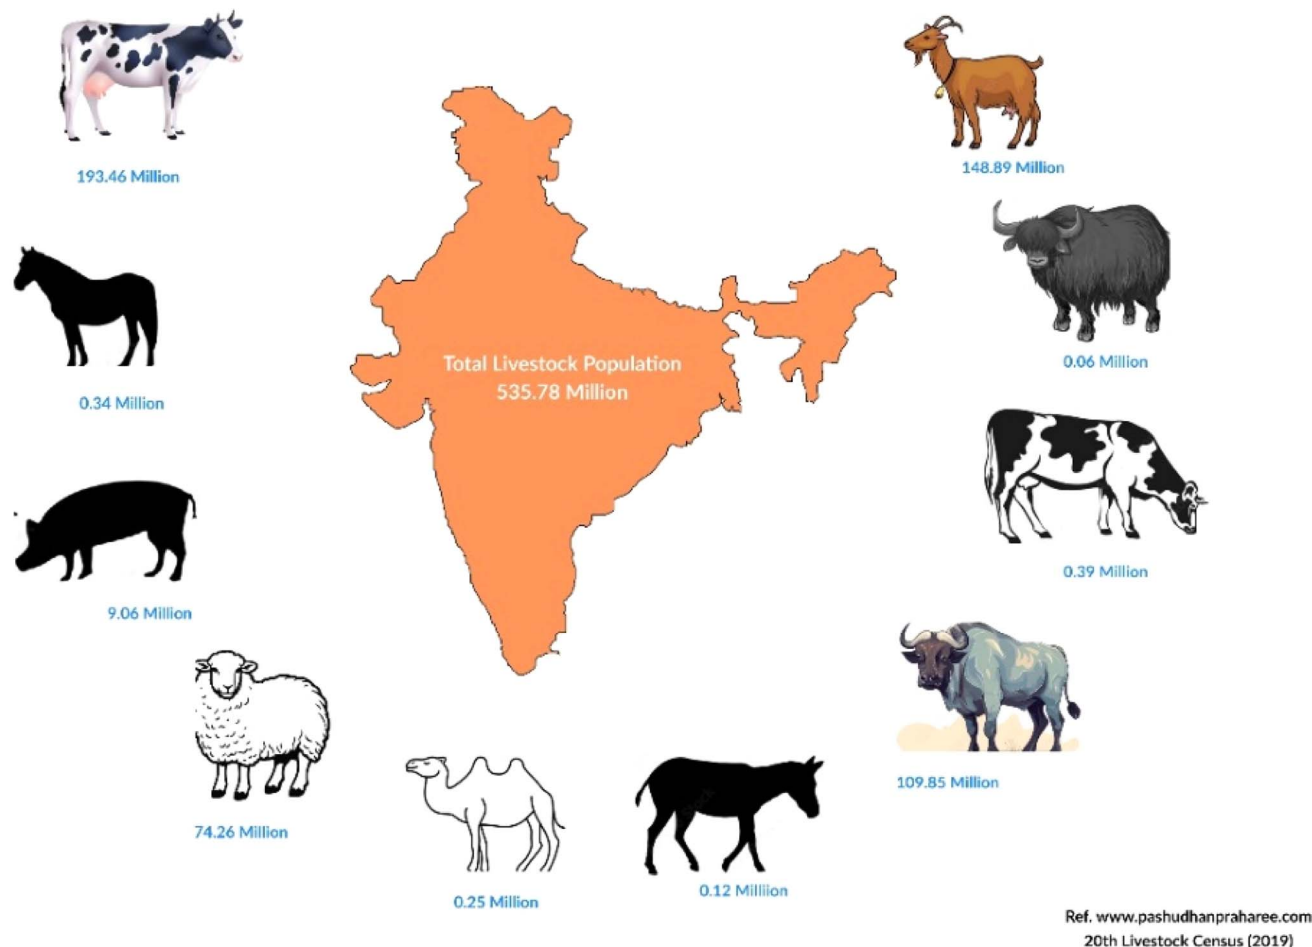 193.46 Million
148.89 Million
0.06 Million
Total Livestock Population
535.78 Million
0.34 Million
0.39 Million
9.06 Million
109.85 Million
74.26 Million
0.25 Million
0.12 Milliion
Ref. www.pashudhanpraharee.com
20th Livestock Census (2019)